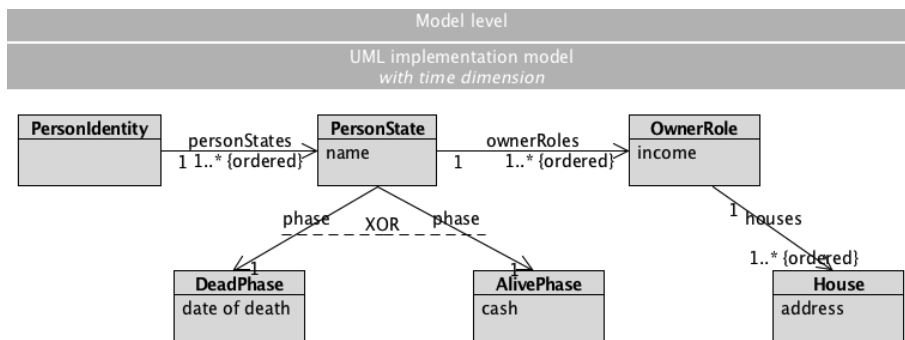 Model level
UML implementation model
with time dimension
PersonIdentity
personStates
1
1..* {ordered}
PersonState
name
ownerRoles
1
1..* {ordered}
OwnerRole
income
phase
XOR
phase
1
houses
1
1
1..* {ordered}
DeadPhase
date of death
AlivePhase
cash
House
address